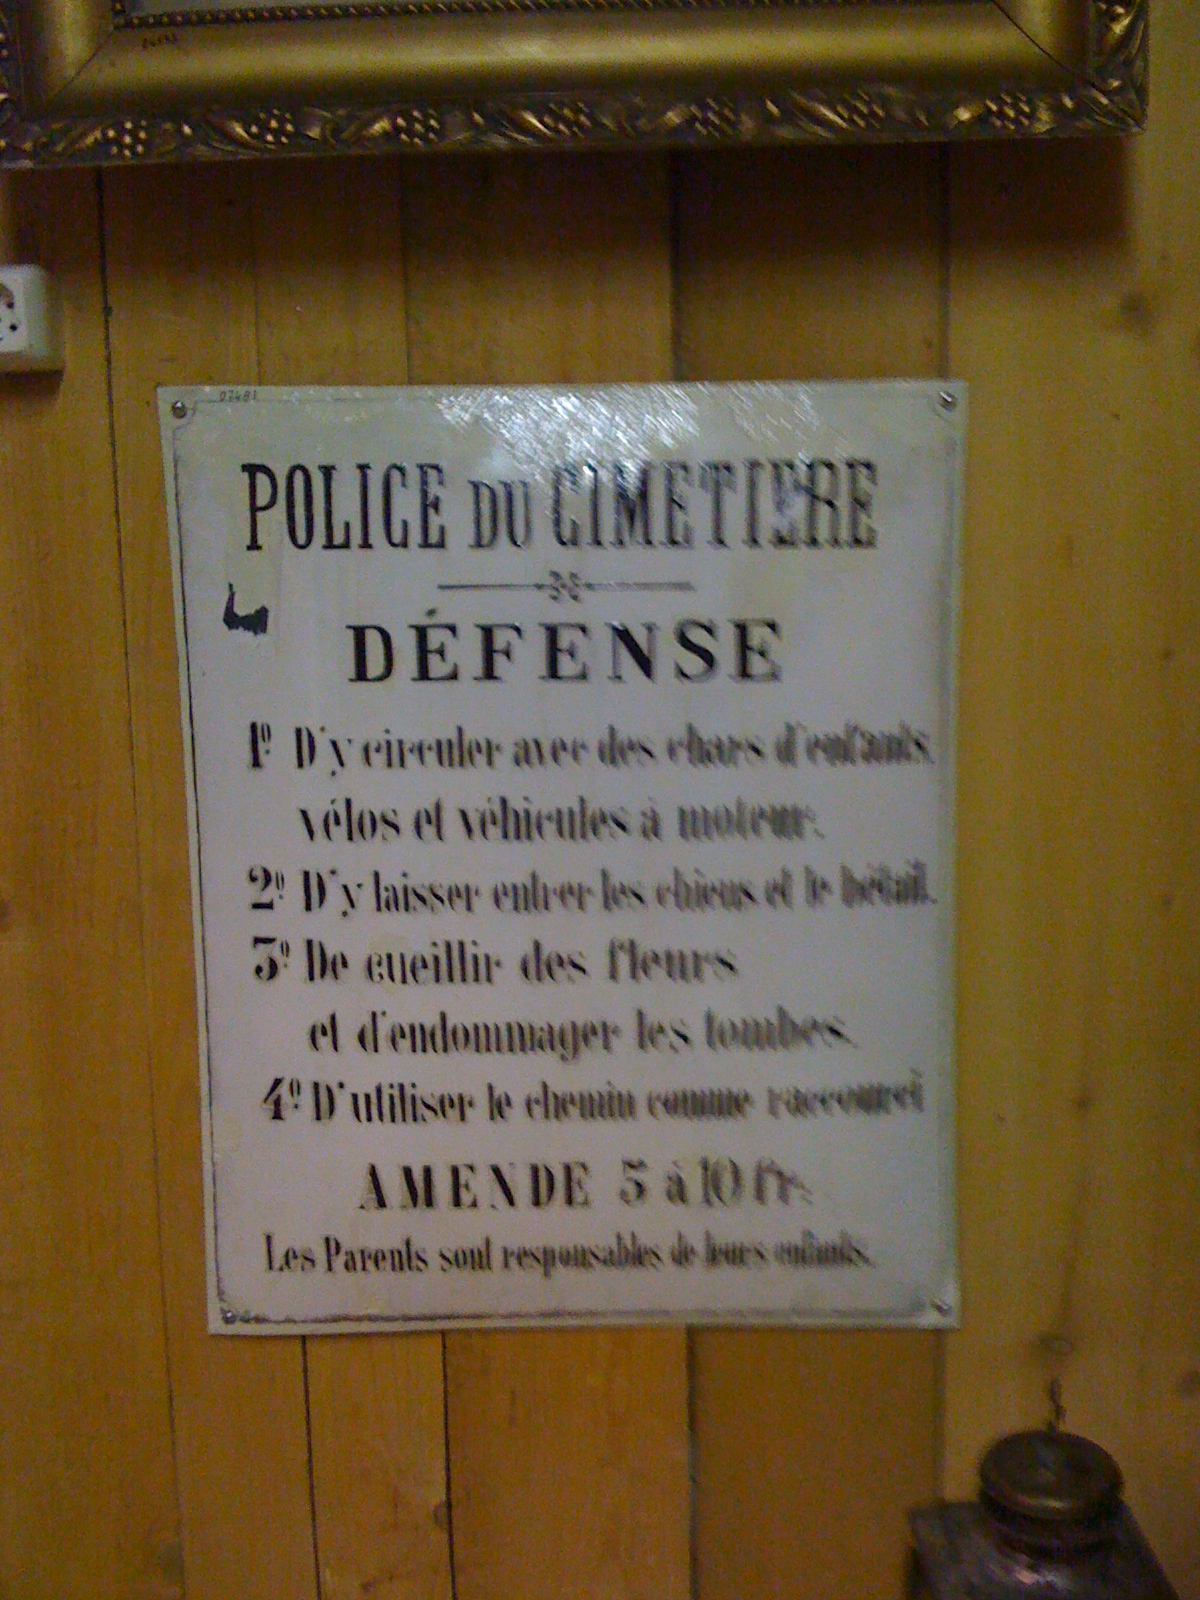 07481
POLICE DU CIMETIERE
DÉFENSE
1º D'y circuler avec des chars d'enfants,
vélos et véhicules à moteur.
2º D'y laisser entrer les chiens et le bétail.
3º De cueillir des fleurs
et d'endommager les tombes.
4º D'utiliser le chemin comme raccourci
AMENDE 5 à 10 fr.
Les Parents sont responsables de leurs enfants.